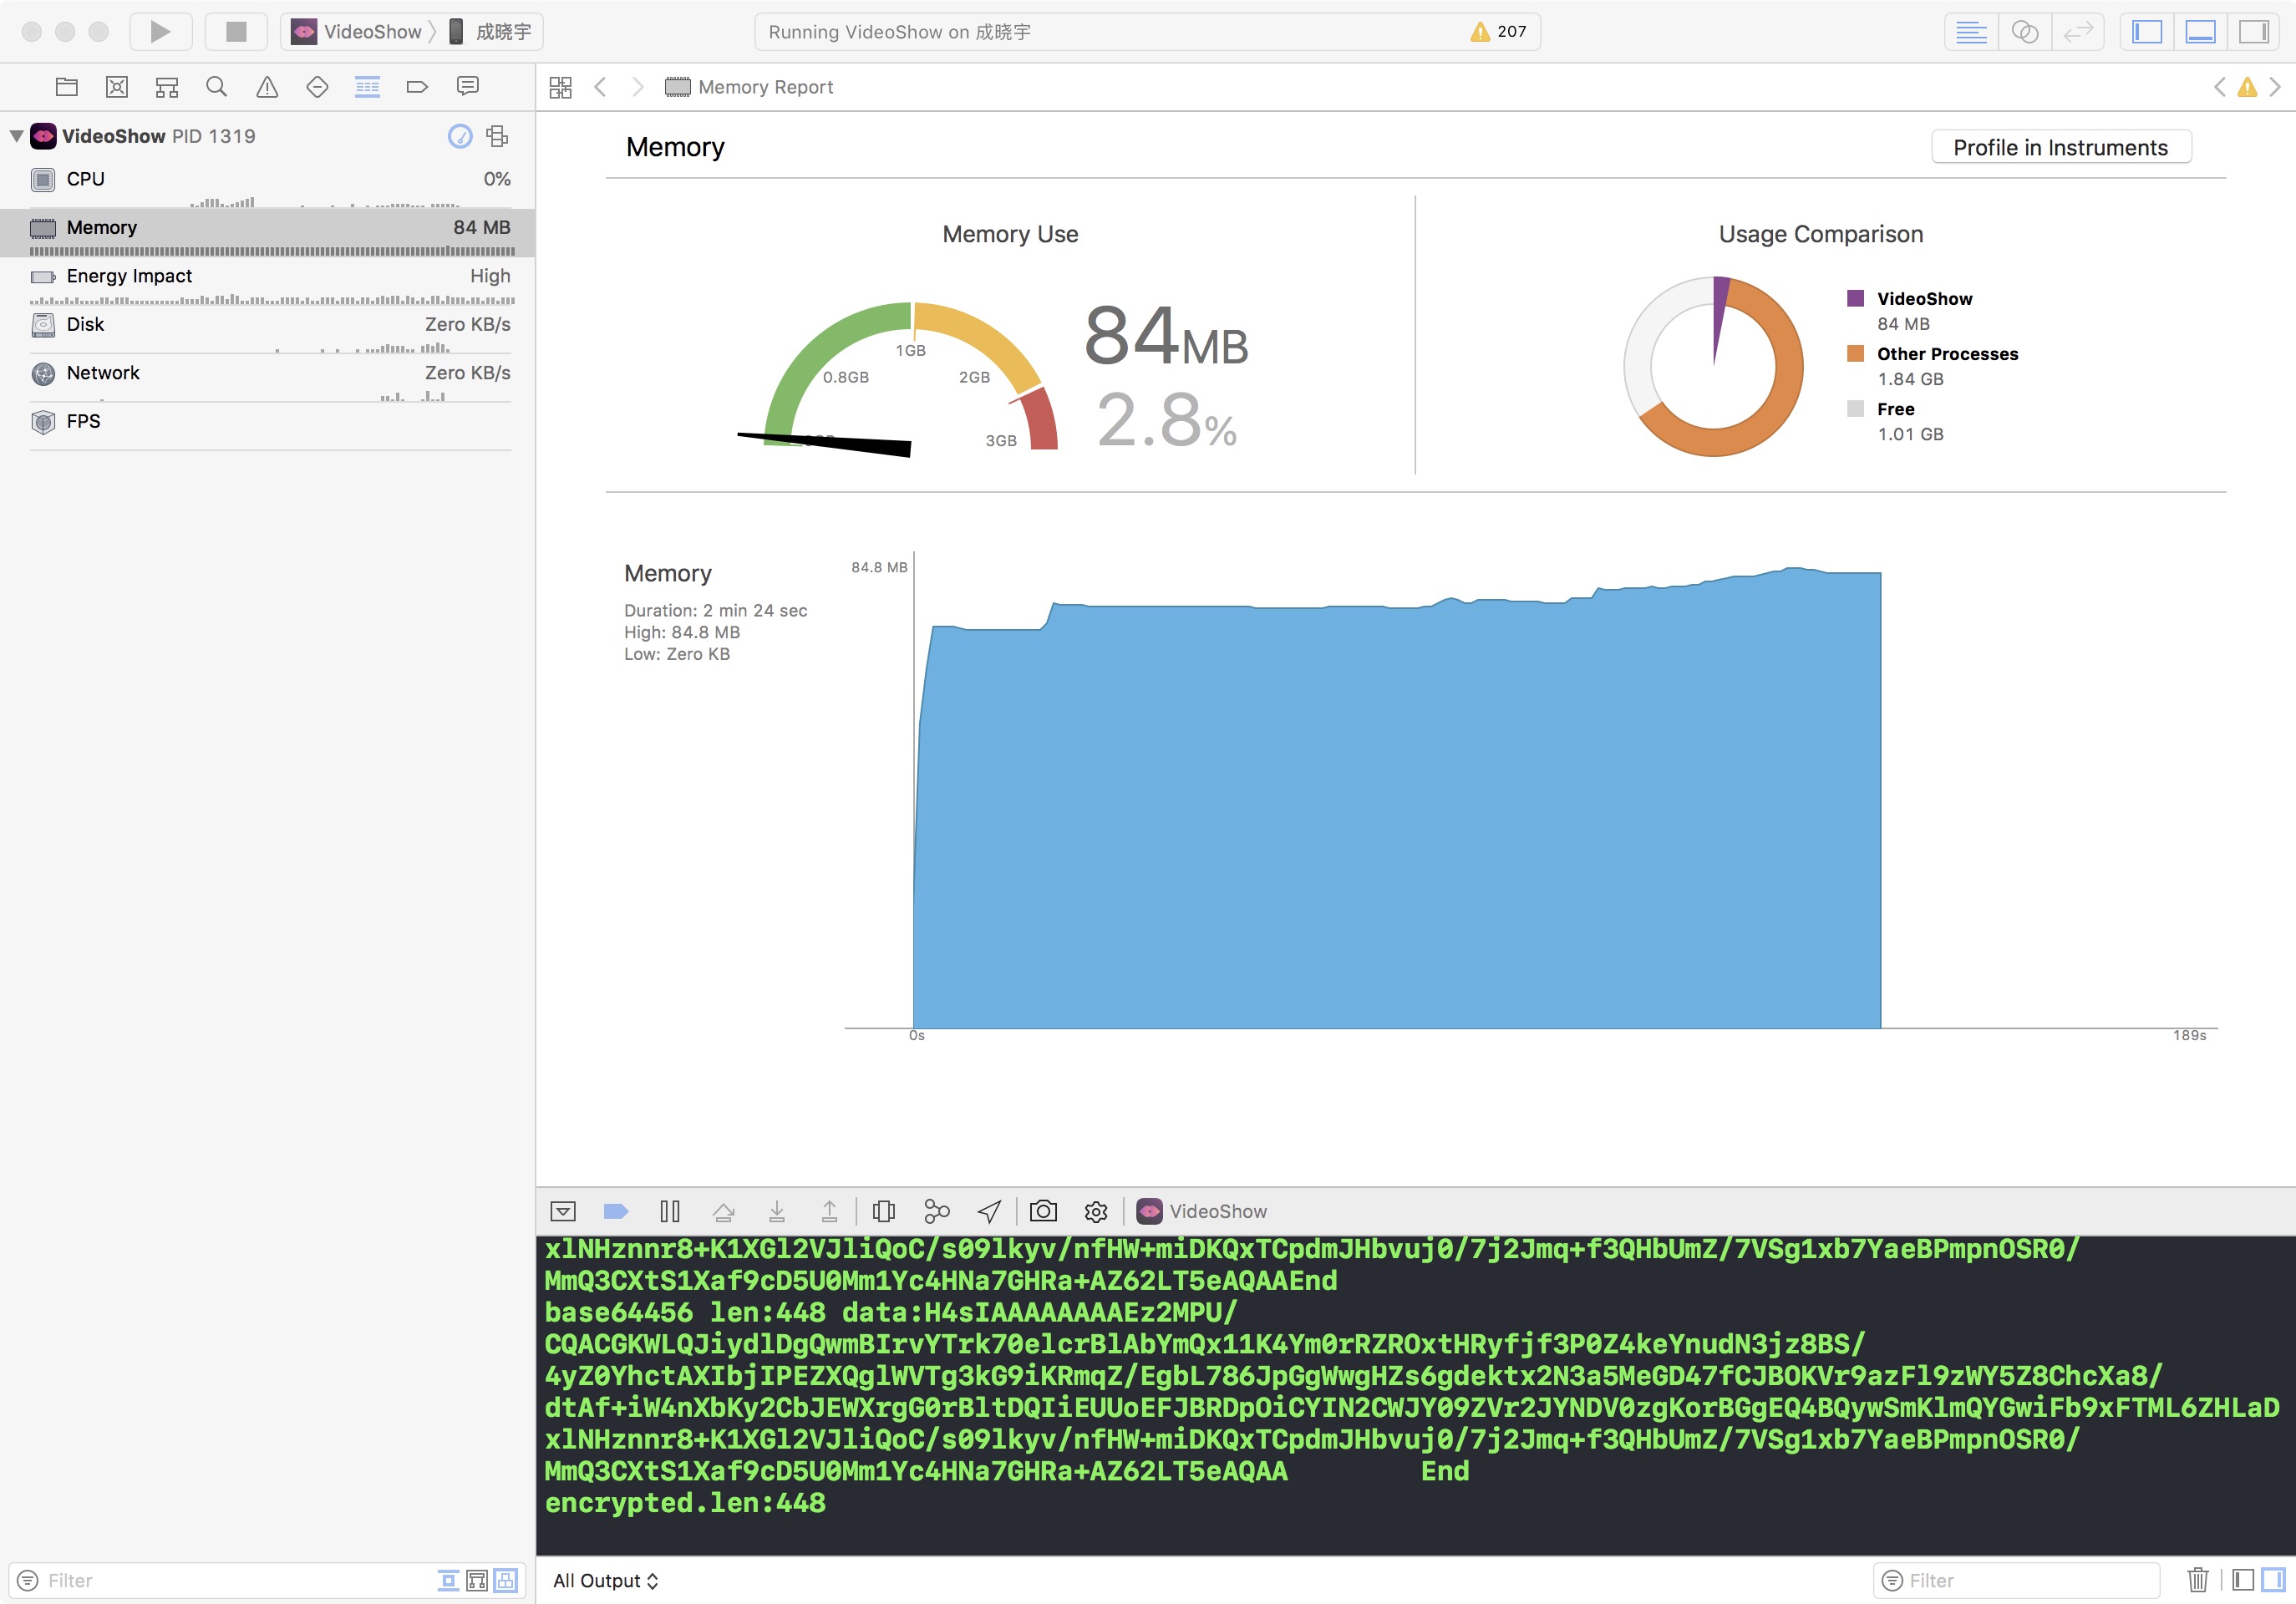 VideoShow 成晓宇
Running VideoShow on 成晓宇
207
Memory Report
VideoShow PID 1319
CPU 0%
Memory 84 MB
Energy Impact High
Disk Zero KB/s
Network Zero KB/s
FPS
Memory
Profile in Instruments
Memory Use
1GB
0.8GB
2GB
3GB
84MB
2.8%
Usage Comparison
VideoShow
84 MB
Other Processes
1.84 GB
Free
1.01 GB
Memory
Duration: 2 min 24 sec
High: 84.8 MB
Low: Zero KB
84.8 MB
0s
189s
VideoShow
xlNHznnr8+K1XGl2VJliQoC/s09lkyv/nfHW+miDKQxTCpdmJHbvuj0/7j2Jmq+f3QHbUmZ/7VSg1xb7YaeBPmpnOSR0/
MmQ3CXtS1Xaf9cD5U0Mm1Yc4HNa7GHRa+AZ62LT5eAQAAEnd
base64456 len:448 data:H4sIAAAAAAAAEz2MPU/
CQACGKWLQJiydlDgQwmBIrvYTrk70elcrBlAbYmQx11K4Ym0rRZROxtHRyfjf3P0Z4keYnudN3jz8BS/
4yZ0YhctAXIbjIPEZXQglWVTg3kG9iKRmqZ/EgbL786JpGgWwgHZs6gdektx2N3a5MeGD47fCJBOKVr9azFl9zWY5Z8ChcXa8/
dtAf+iW4nXbKy2CbJEWXrgG0rBltDQIiEUUoEFJBRDpOiCYIN2CWJY09ZVr2JYNDV0zgKorBGgEQ4BQywSmKlmQYGwiFb9xFTML6ZHLaD
xlNHznnr8+K1XGl2VJliQoC/s09lkyv/nfHW+miDKQxTCpdmJHbvuj0/7j2Jmq+f3QHbUmZ/7VSg1xb7YaeBPmpnOSR0/
MmQ3CXtS1Xaf9cD5U0Mm1Yc4HNa7GHRa+AZ62LT5eAQAA End
encrypted.len:448
Filter
All Output
Filter